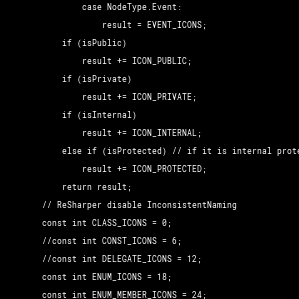 case NodeType.Event:
result = EVENT_ICONS;
if (isPublic)
result += ICON_PUBLIC;
if (isPrivate)
result += ICON_PRIVATE;
if (isInternal)
result += ICON_INTERNAL;
else if (isProtected) // if it is internal prote
result += ICON_PROTECTED;
return result;
// ReSharper disable InconsistentNaming
const int CLASS_ICONS = 0;
//const int CONST_ICONS = 6;
//const int DELEGATE_ICONS = 12;
const int ENUM_ICONS = 18;
const int ENUM_MEMBER_ICONS = 24;